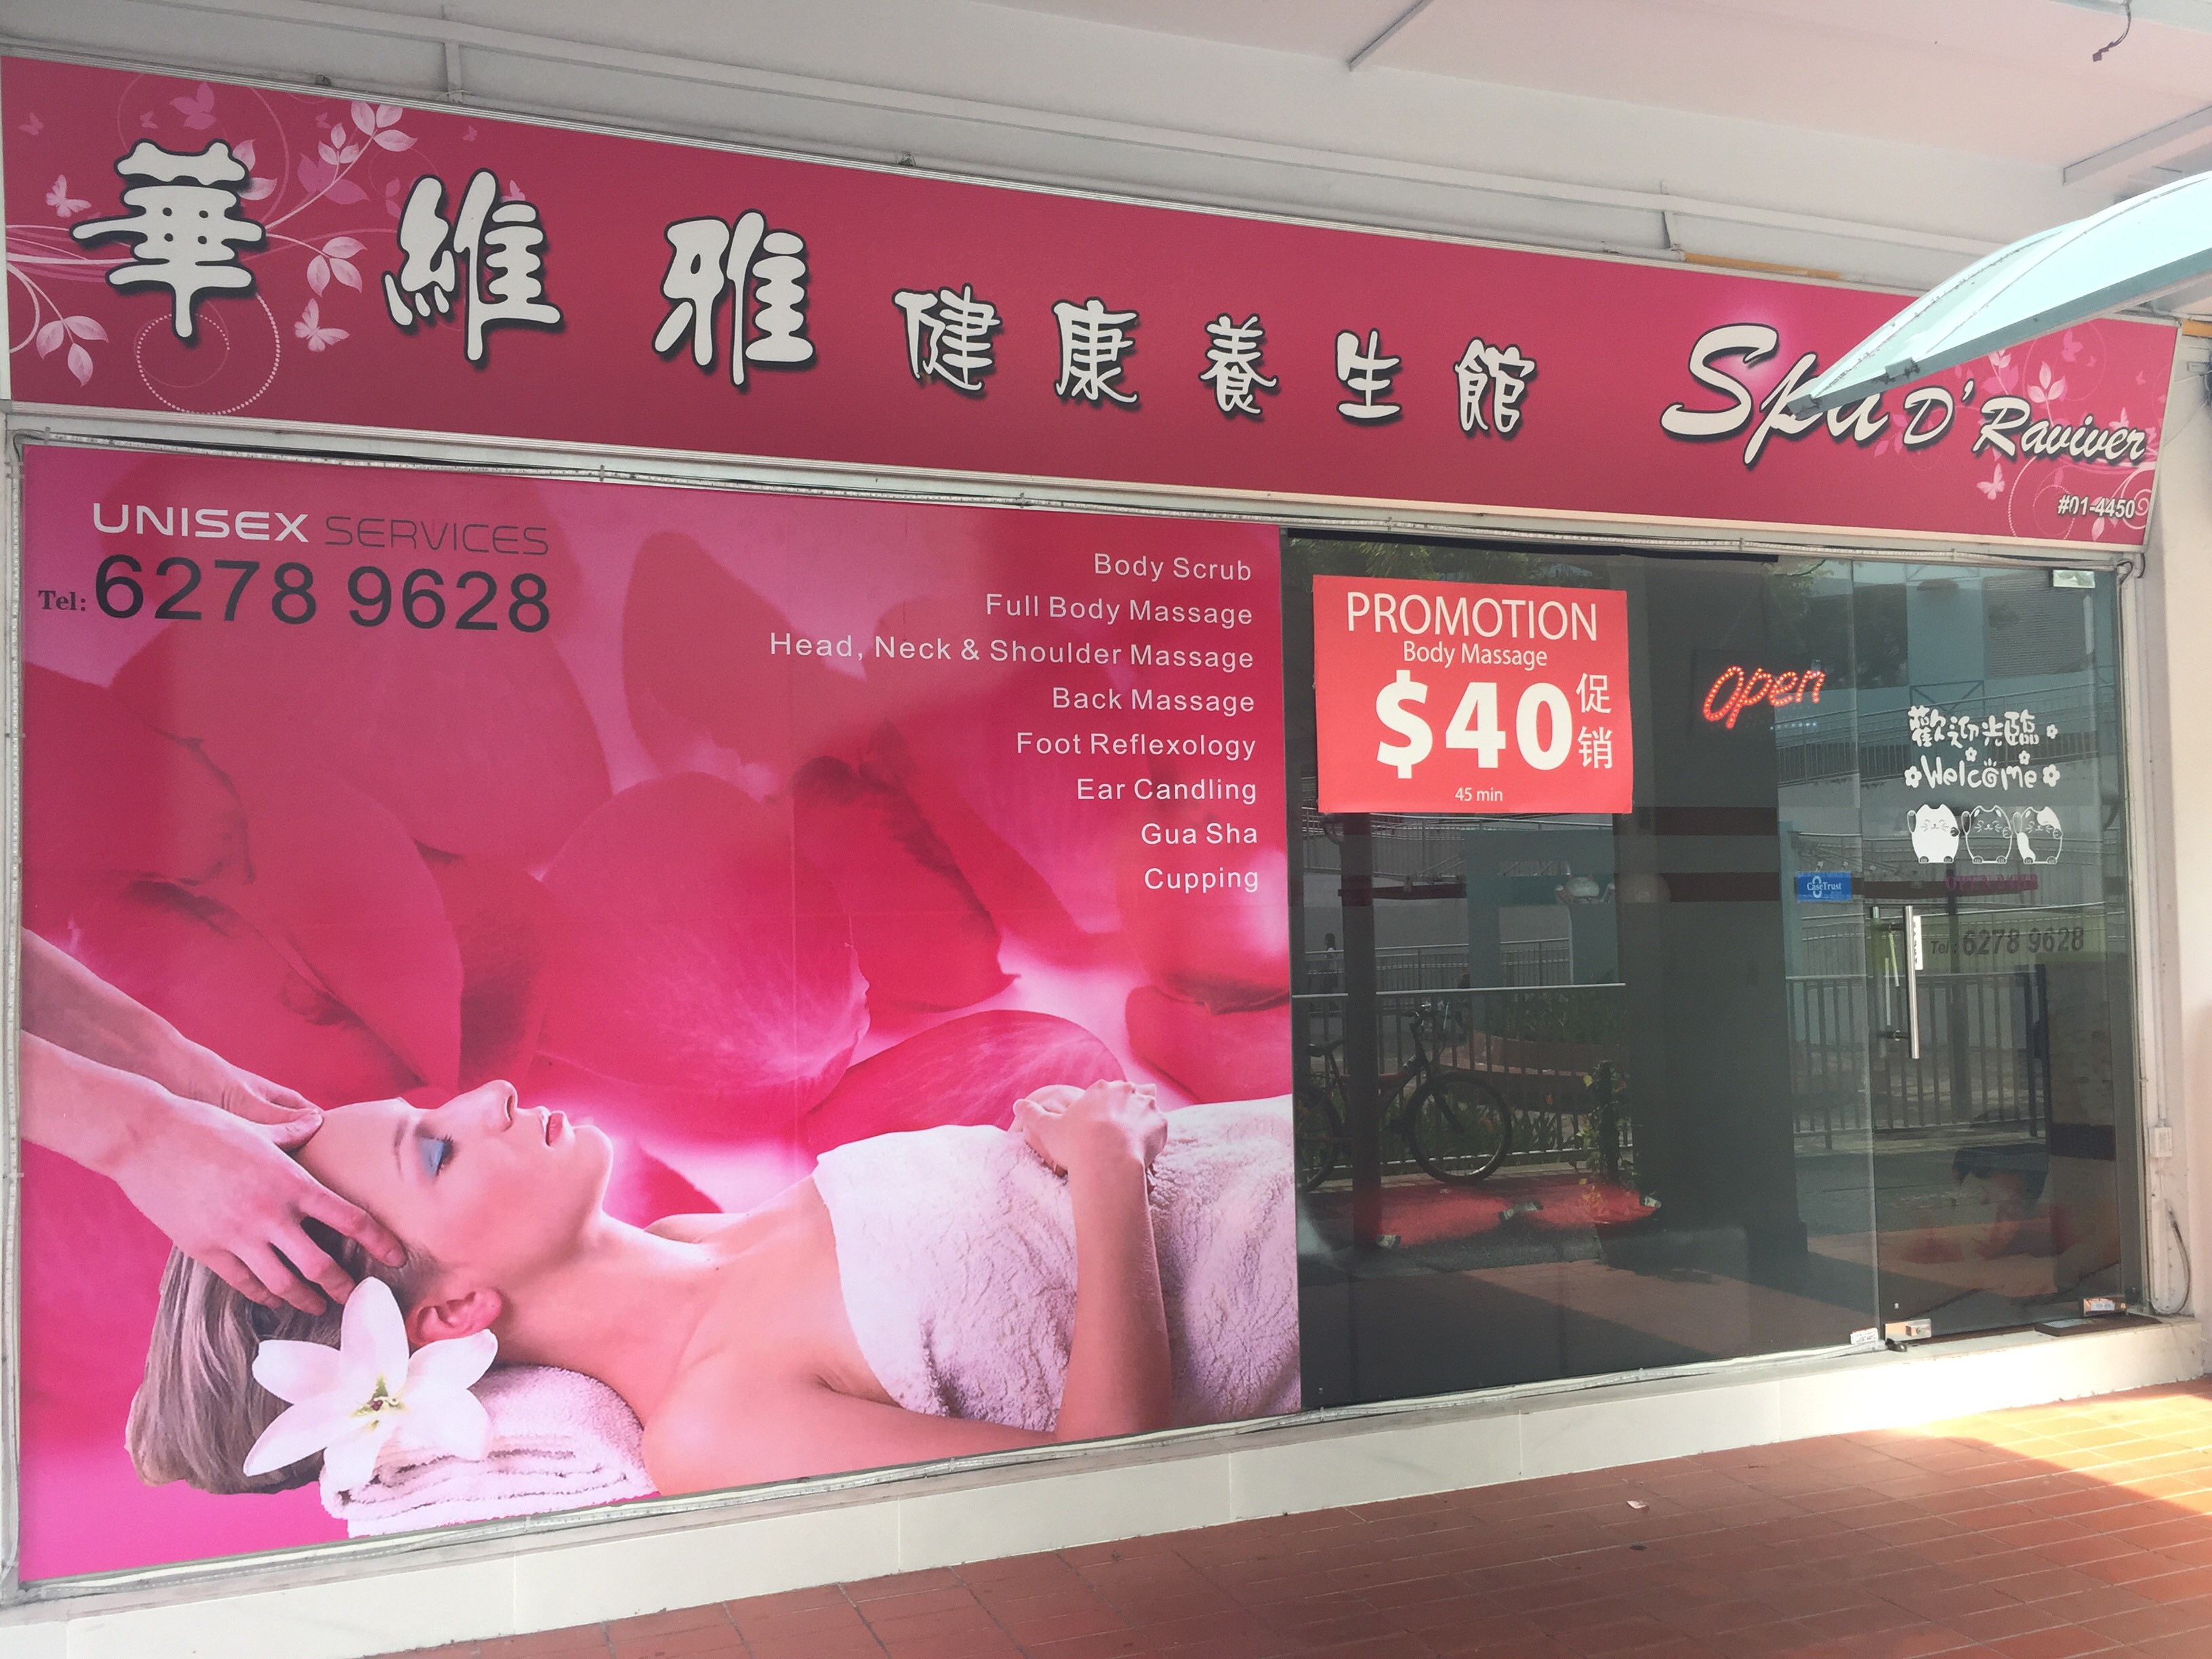 華維雅健康養生館 Spa D'Raviver
#01-4450
UNISEX SERVICES
Tel: 6278 9628
Body Scrub
Full Body Massage
Head, Neck & Shoulder Massage
Back Massage
Foot Reflexology
Ear Candling
Gua Sha
Cupping
PROMOTION
Body Massage
$40 促销
45 min
open
歡迎光臨
Welcome
CaseTrust
Tel: 6278 9628